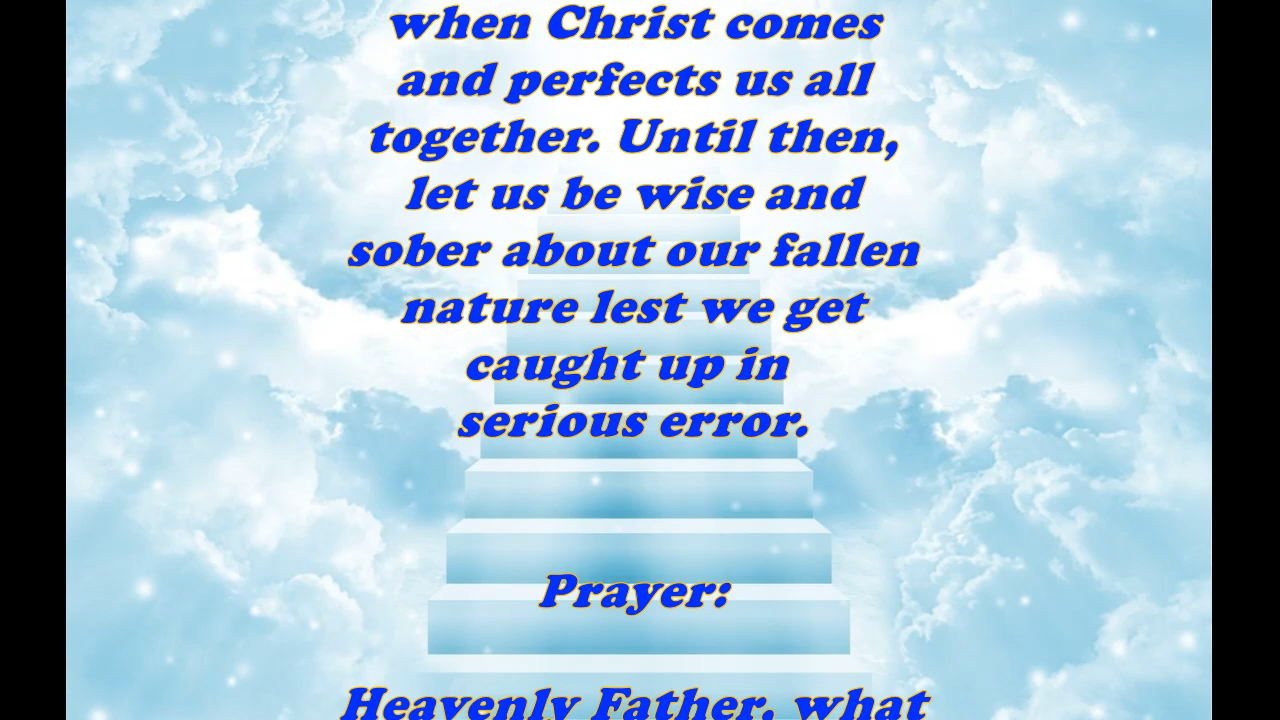 when Christ comes
and perfects us all
together. Until then,
let us be wise and
sober about our fallen
nature lest we get
caught up in
serious error.
Prayer:
Heavenly Father, what